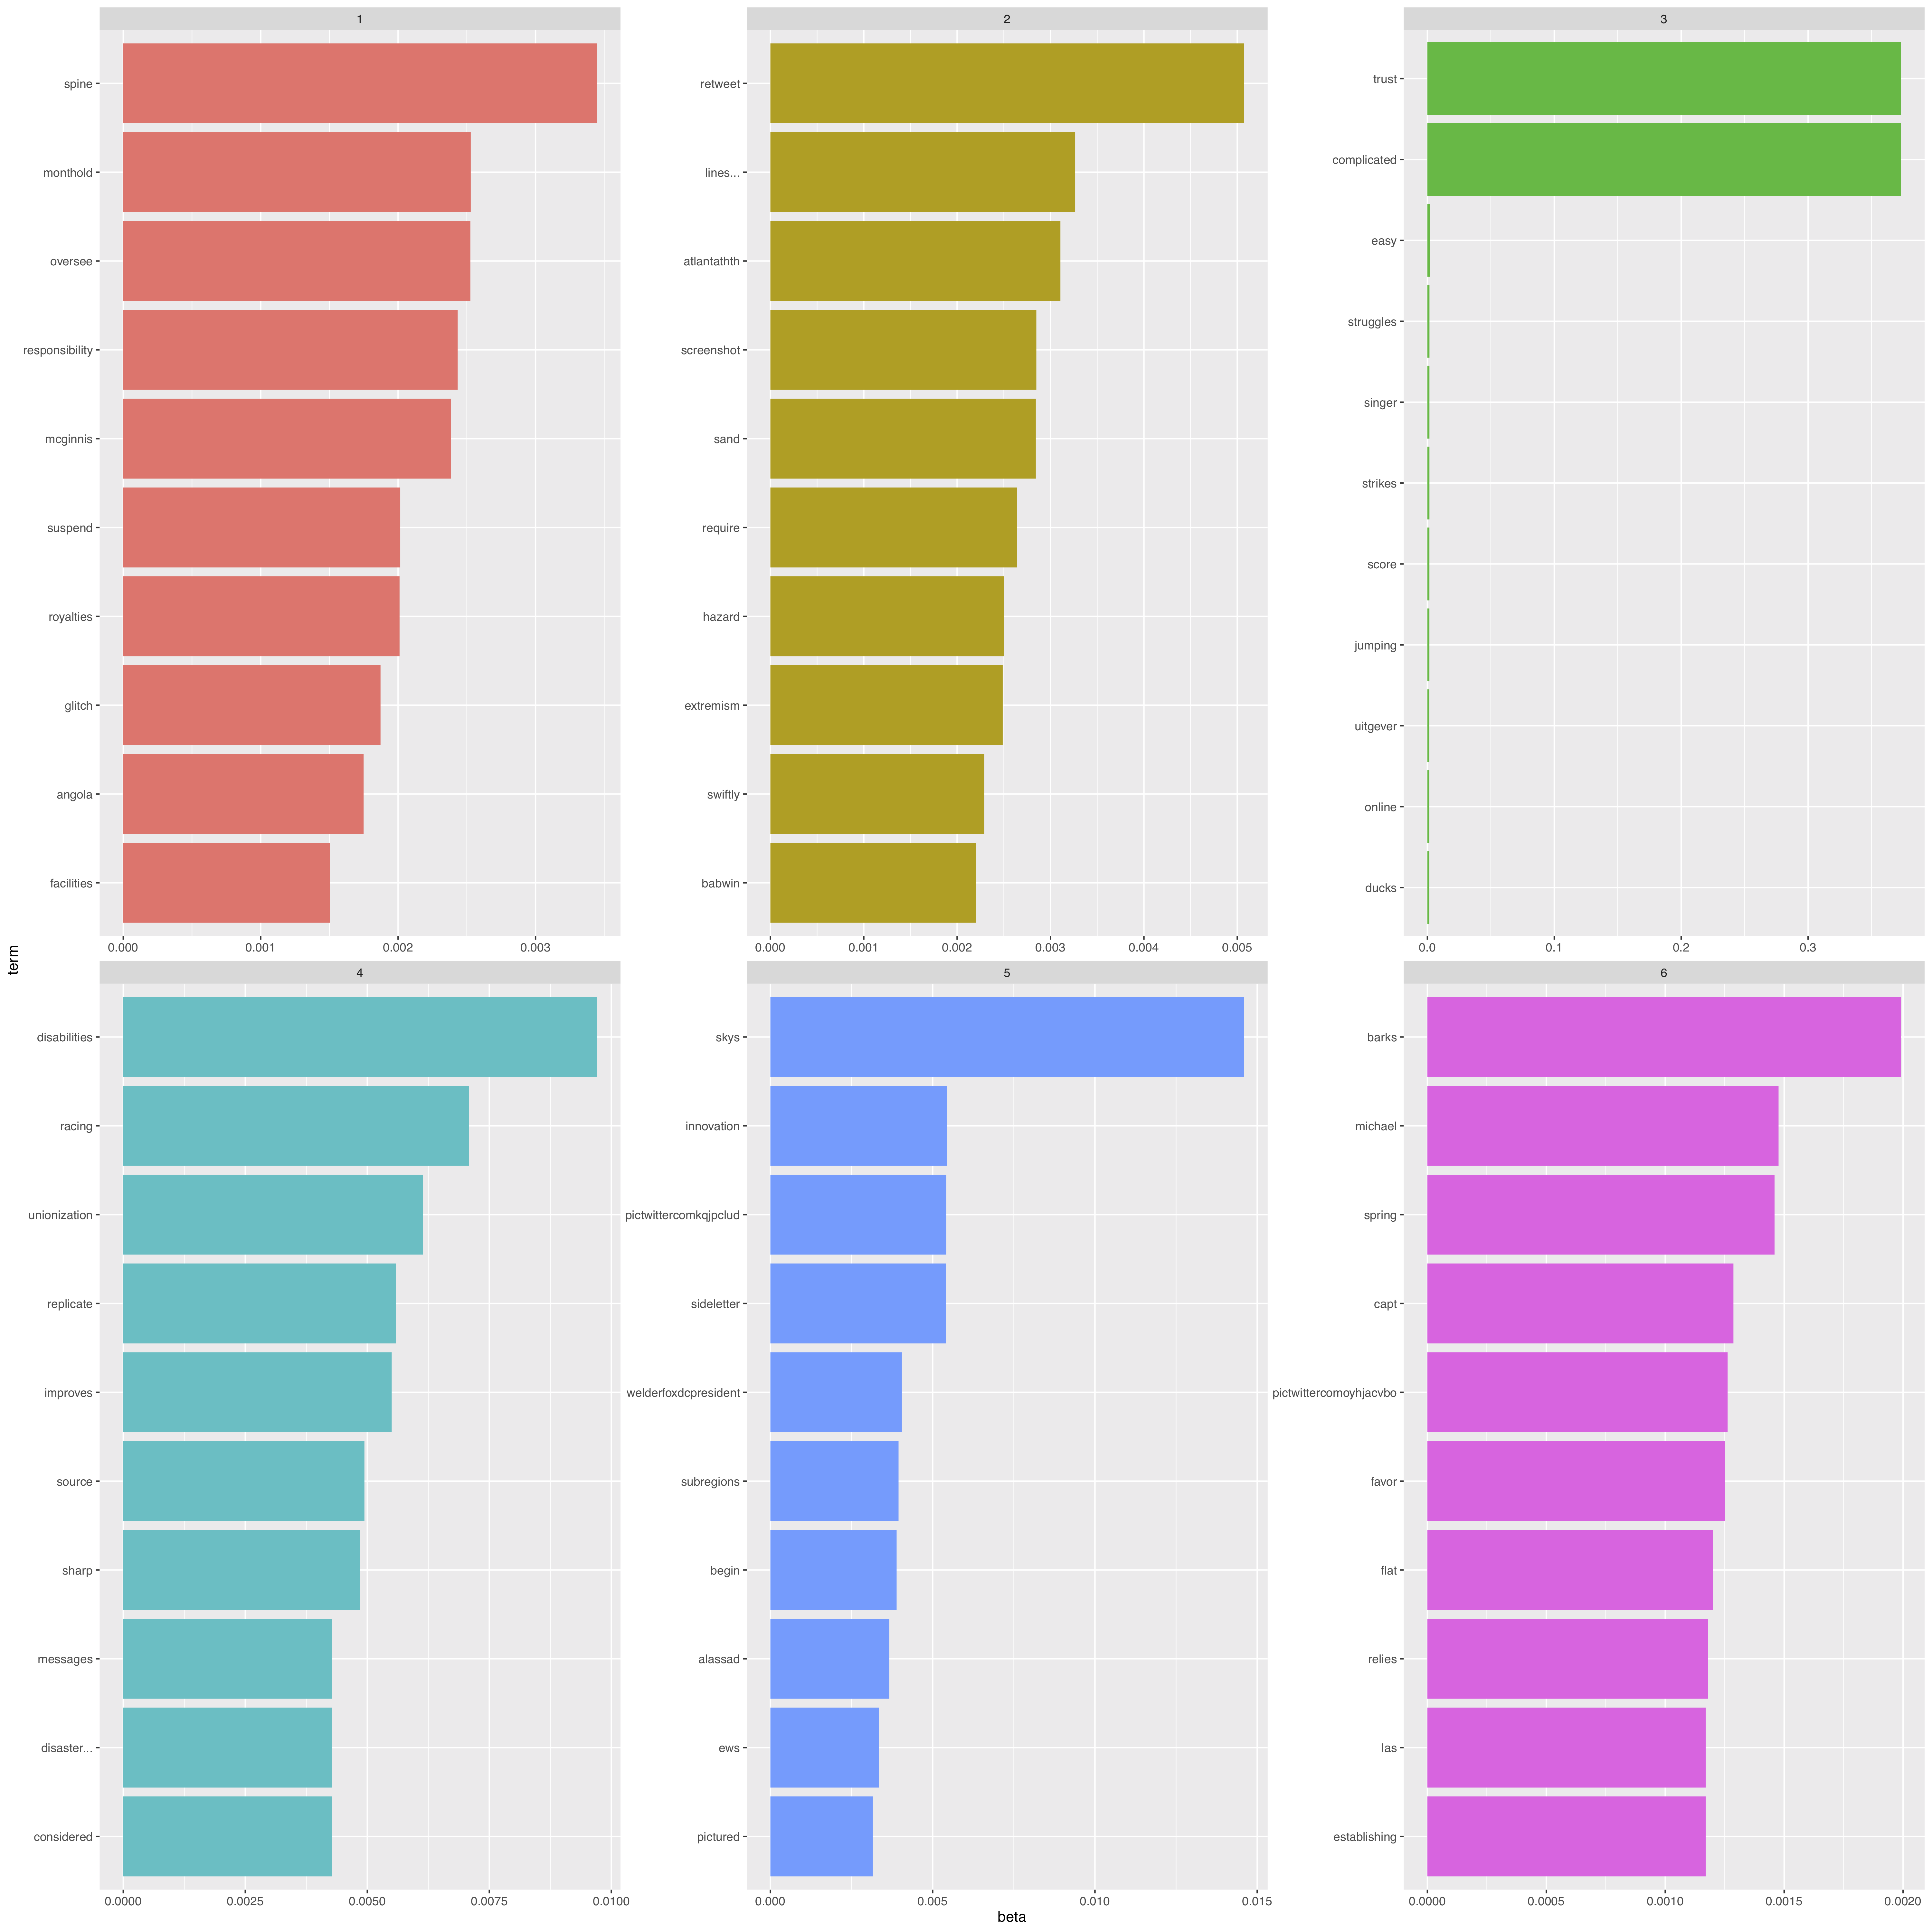 1
spine
monthold
oversee
responsibility
mcginnis
suspend
royalties
glitch
angola
facilities
0.000 0.001 0.002 0.003
2
retweet
lines...
atlantathth
screenshot
sand
require
hazard
extremism
swiftly
babwin
0.000 0.001 0.002 0.003 0.004 0.005
3
trust
complicated
easy
struggles
singer
strikes
score
jumping
uitgever
online
ducks
0.0 0.1 0.2 0.3
term
4
disabilities
racing
unionization
replicate
improves
source
sharp
messages
disaster...
considered
0.0000 0.0025 0.0050 0.0075 0.0100
5
skys
innovation
pictwittercomkqjpclud
sideletter
welderfoxdcpresident
subregions
begin
alassad
ews
pictured
0.000 0.005 0.010 0.015
6
barks
michael
spring
capt
pictwittercomoyhjacvbo
favor
flat
relies
las
establishing
0.0000 0.0005 0.0010 0.0015 0.0020
beta